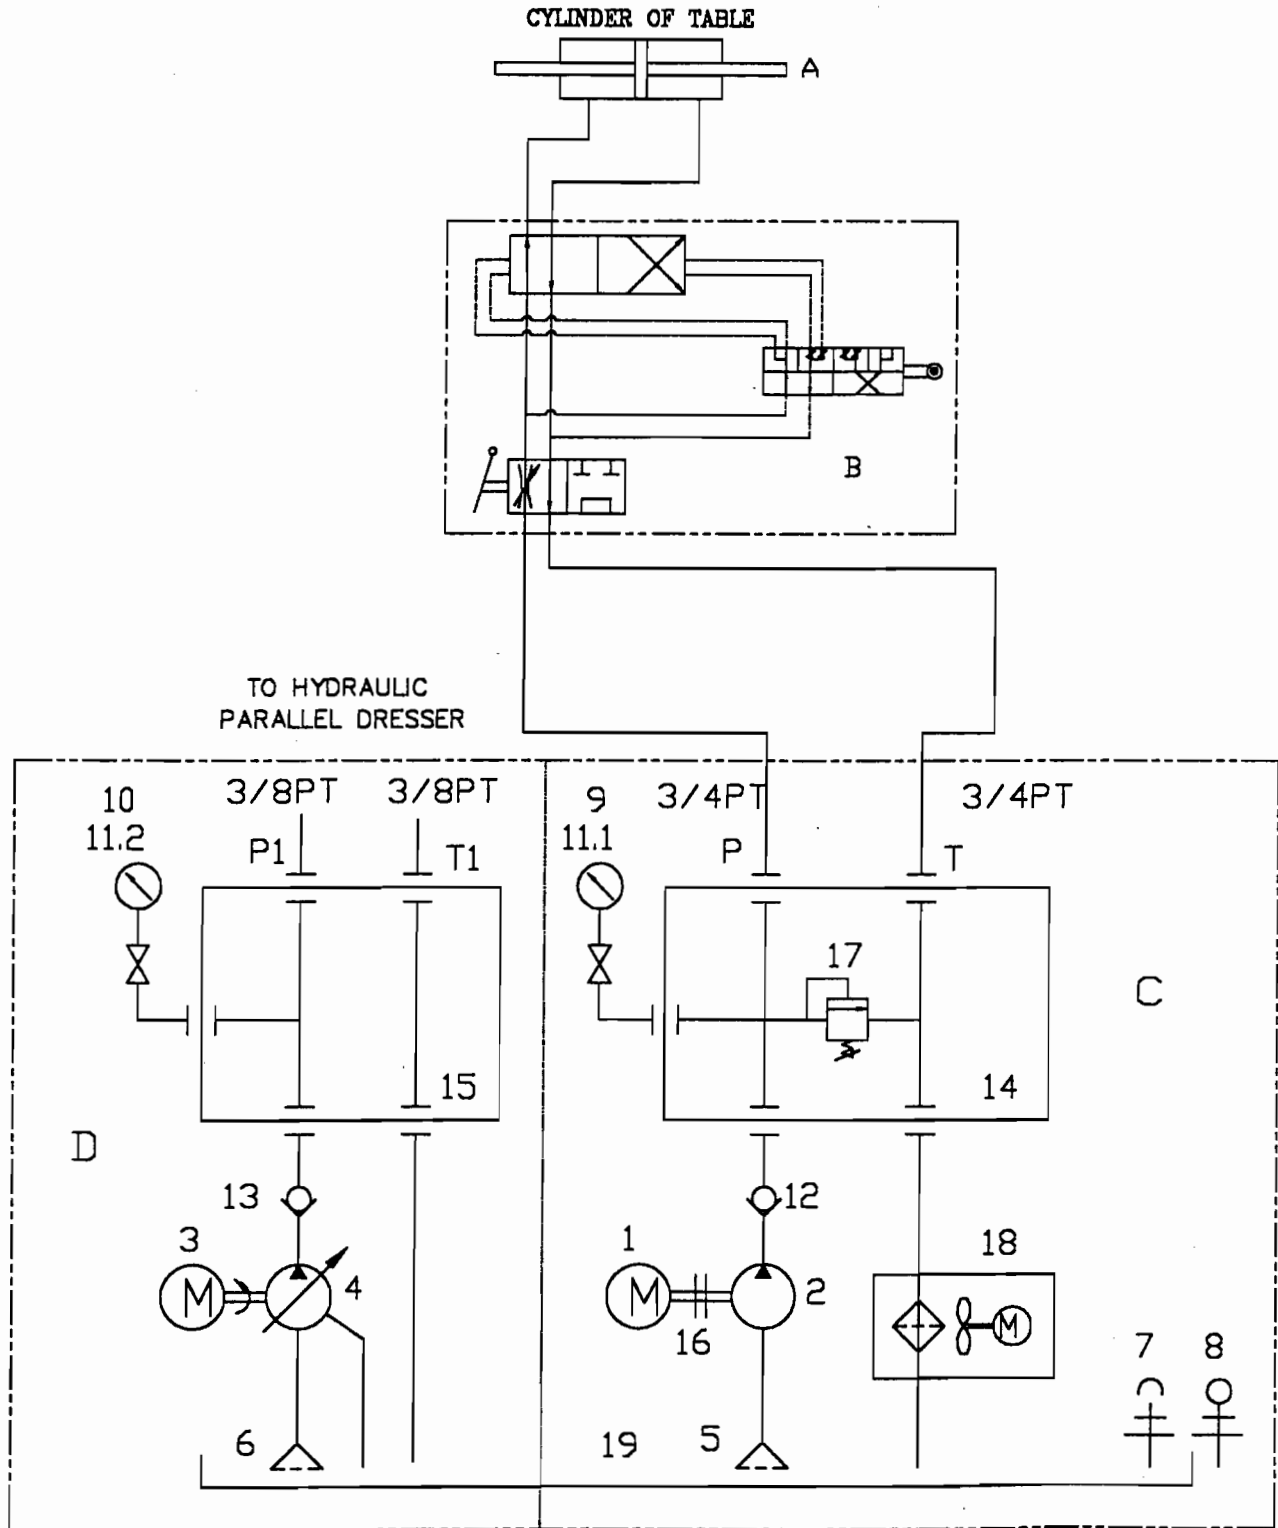 CYLINDER OF TABLE
A
B
TO HYDRAULIC
PARALLEL DRESSER
10
11.2
3/8PT
3/8PT
P1
T1
9
11.1
3/4PT
3/4PT
P
T
17
C
15
14
D
13
12
3
M
4
1
M
16
2
18
M
7
8
6
19
5